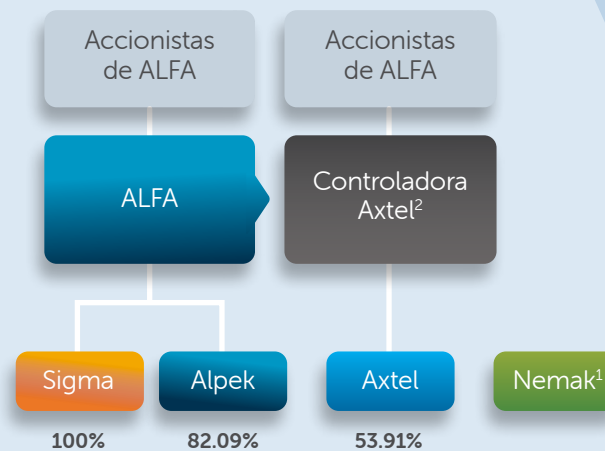 Accionistas
de ALFA
Accionistas
de ALFA
ALFA
Controladora
Axtel²
Sigma
Alpek
Axtel
Nemak¹
100%
82.09%
53.91%